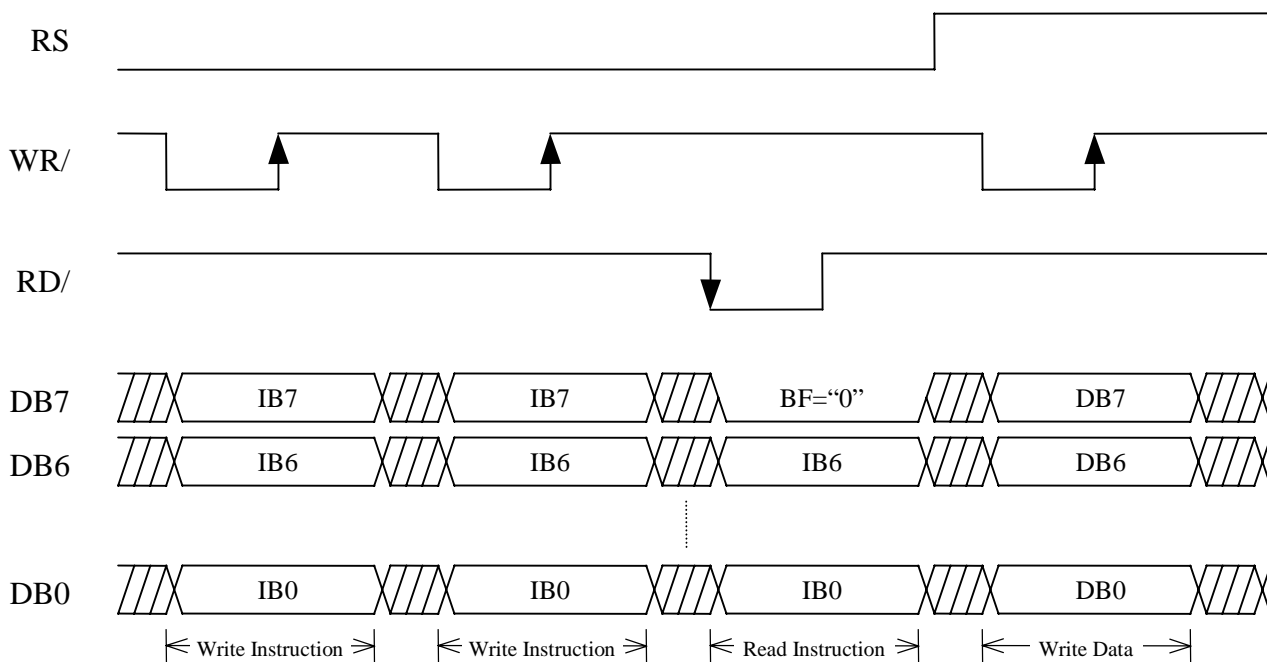 RS
WR/
RD/
DB7 IB7 IB7 BF=“0” DB7
DB6 IB6 IB6 IB6 DB6
DB0 IB0 IB0 IB0 DB0
Write Instruction Write Instruction Read Instruction Write Data